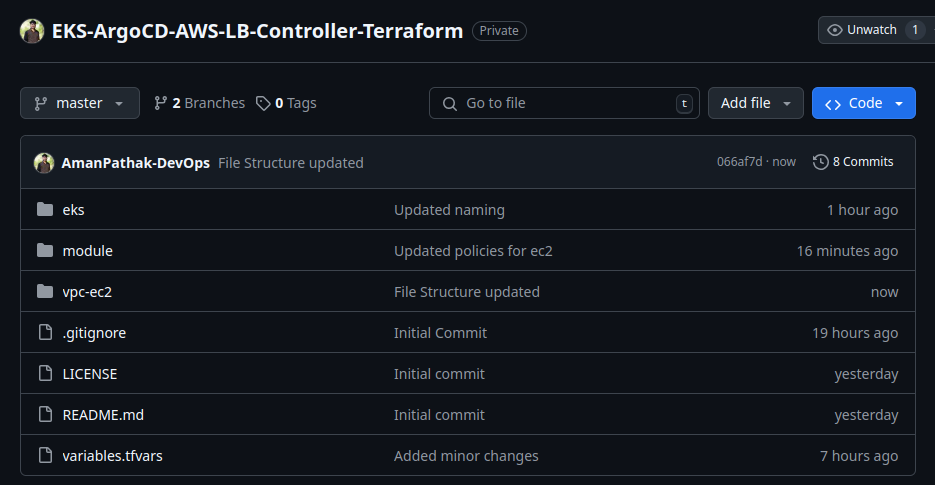 EKS-ArgoCD-AWS-LB-Controller-Terraform Private Unwatch 1
master 2 Branches 0 Tags Go to file t Add file Code
AmanPathak-DevOps File Structure updated 066af7d · now 8 Commits
eks Updated naming 1 hour ago
module Updated policies for ec2 16 minutes ago
vpc-ec2 File Structure updated now
.gitignore Initial Commit 19 hours ago
LICENSE Initial commit yesterday
README.md Initial commit yesterday
variables.tfvars Added minor changes 7 hours ago